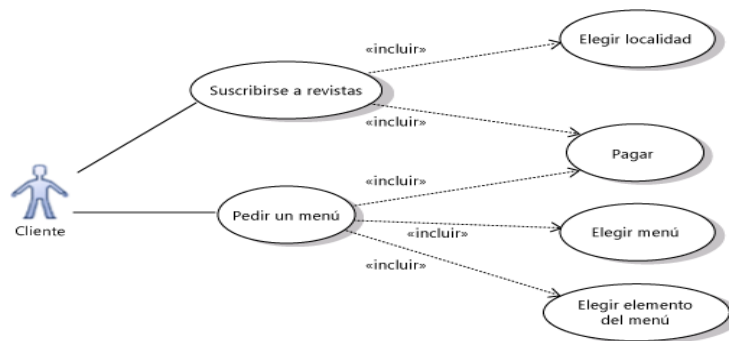 Elegir localidad
«incluir»
Suscribirse a revistas
«incluir»
Pagar
«incluir»
Pedir un menú
Cliente
«incluir»
Elegir menú
«incluir»
Elegir elemento
del menú